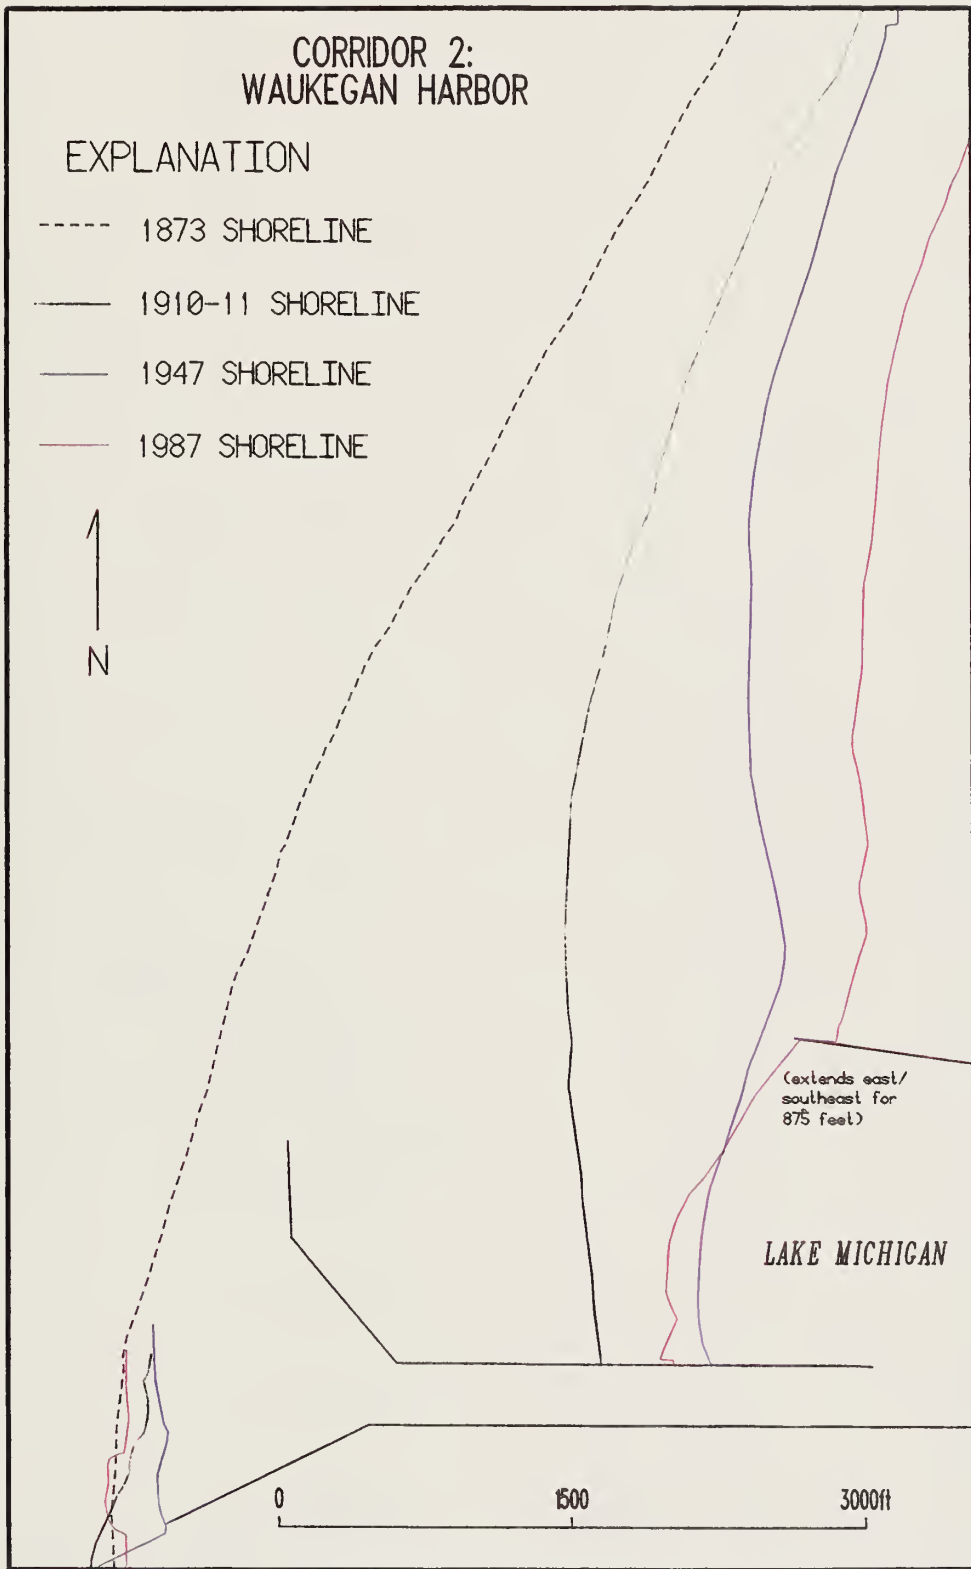 CORRIDOR 2:
WAUKEGAN HARBOR
EXPLANATION
1873 SHORELINE
1910-11 SHORELINE
1947 SHORELINE
1987 SHORELINE
N
(extends east/
southeast for
875 feet)
LAKE MICHIGAN
0 1500 3000ft